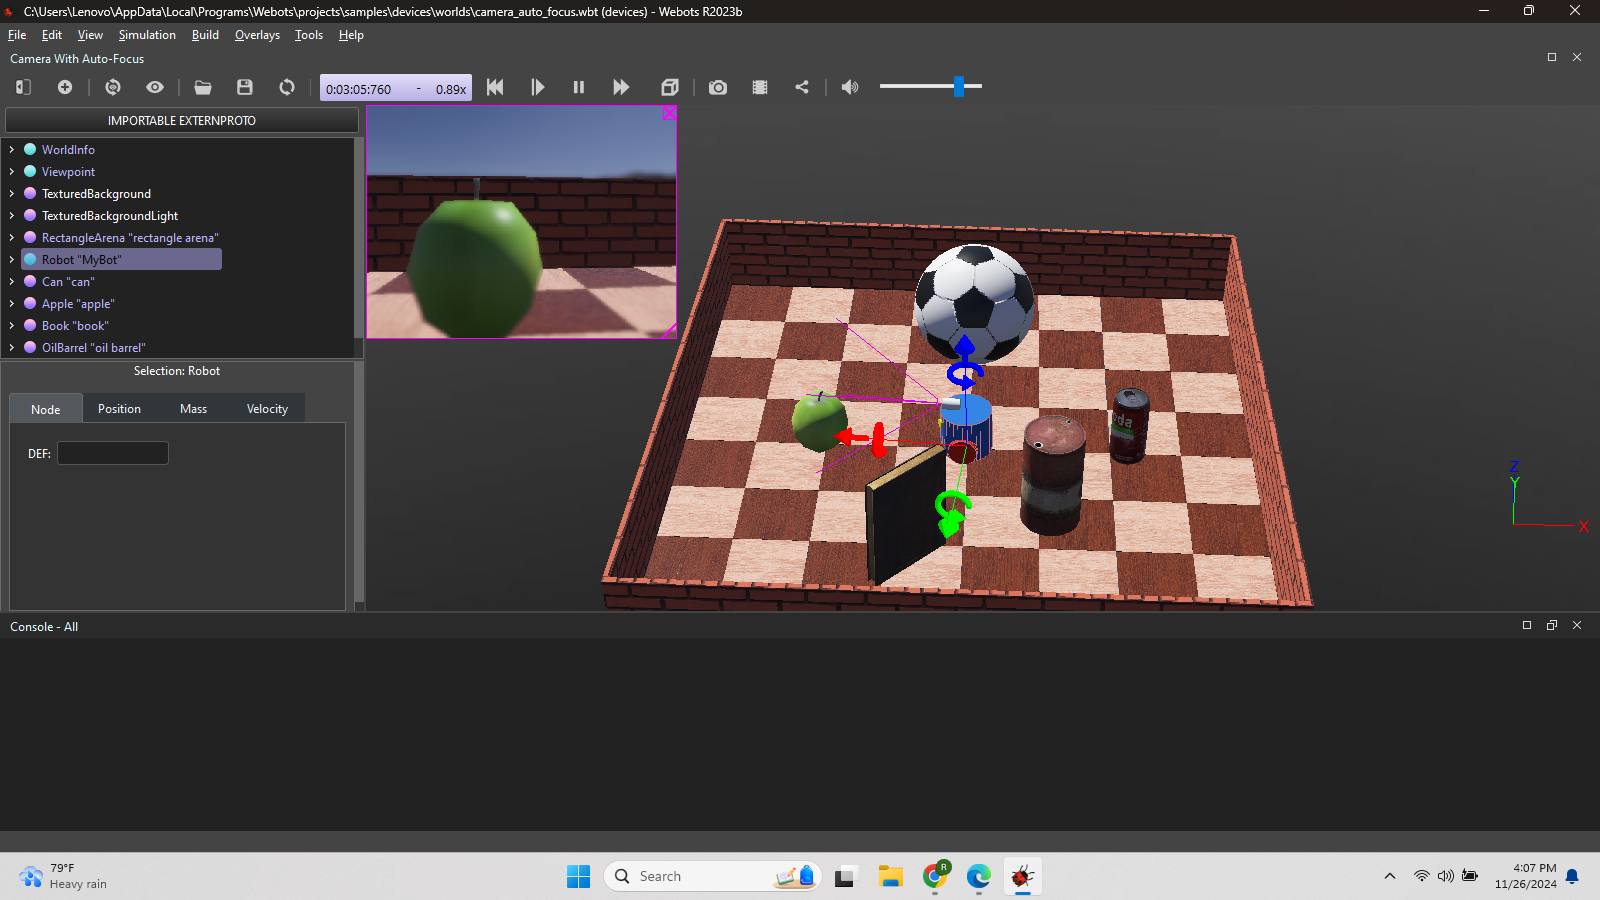 C:\Users\Lenovo\AppData\Local\Programs\Webots\projects\samples\devices\worlds\camera_auto_focus.wbt (devices) - Webots R2023b
File Edit View Simulation Build Overlays Tools Help
Camera With Auto-Focus
0:03:05:760 - 0.89x
IMPORTABLE EXTERNPROTO
WorldInfo
Viewpoint
TexturedBackground
TexturedBackgroundLight
RectangleArena "rectangle arena"
Robot "MyBot"
Can "can"
Apple "apple"
Book "book"
OilBarrel "oil barrel"
Selection: Robot
Node Position Mass Velocity
DEF:
Z
Y
X
Console - All
79°F
Heavy rain
Search
R
4:07 PM
11/26/2024